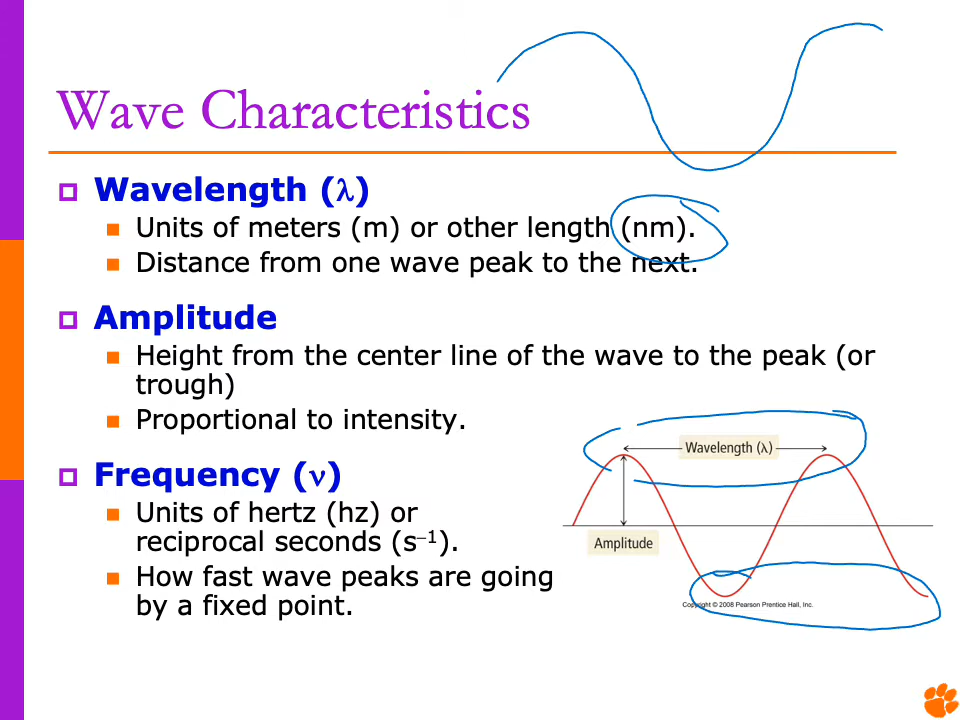 Wave Characteristics
Wavelength (λ)
Units of meters (m) or other length (nm).
Distance from one wave peak to the next.
Amplitude
Height from the center line of the wave to the peak (or
trough)
Proportional to intensity.
Frequency (ν)
Units of hertz (hz) or
reciprocal seconds (s⁻¹).
How fast wave peaks are going
by a fixed point.
Wavelength (λ)
Amplitude
Copyright © 2008 Pearson Prentice Hall, Inc.